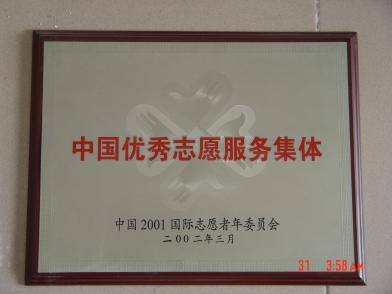 中国优秀志愿服务集体
中国2001国际志愿者年委员会
二〇〇二年三月
31 3:58AM